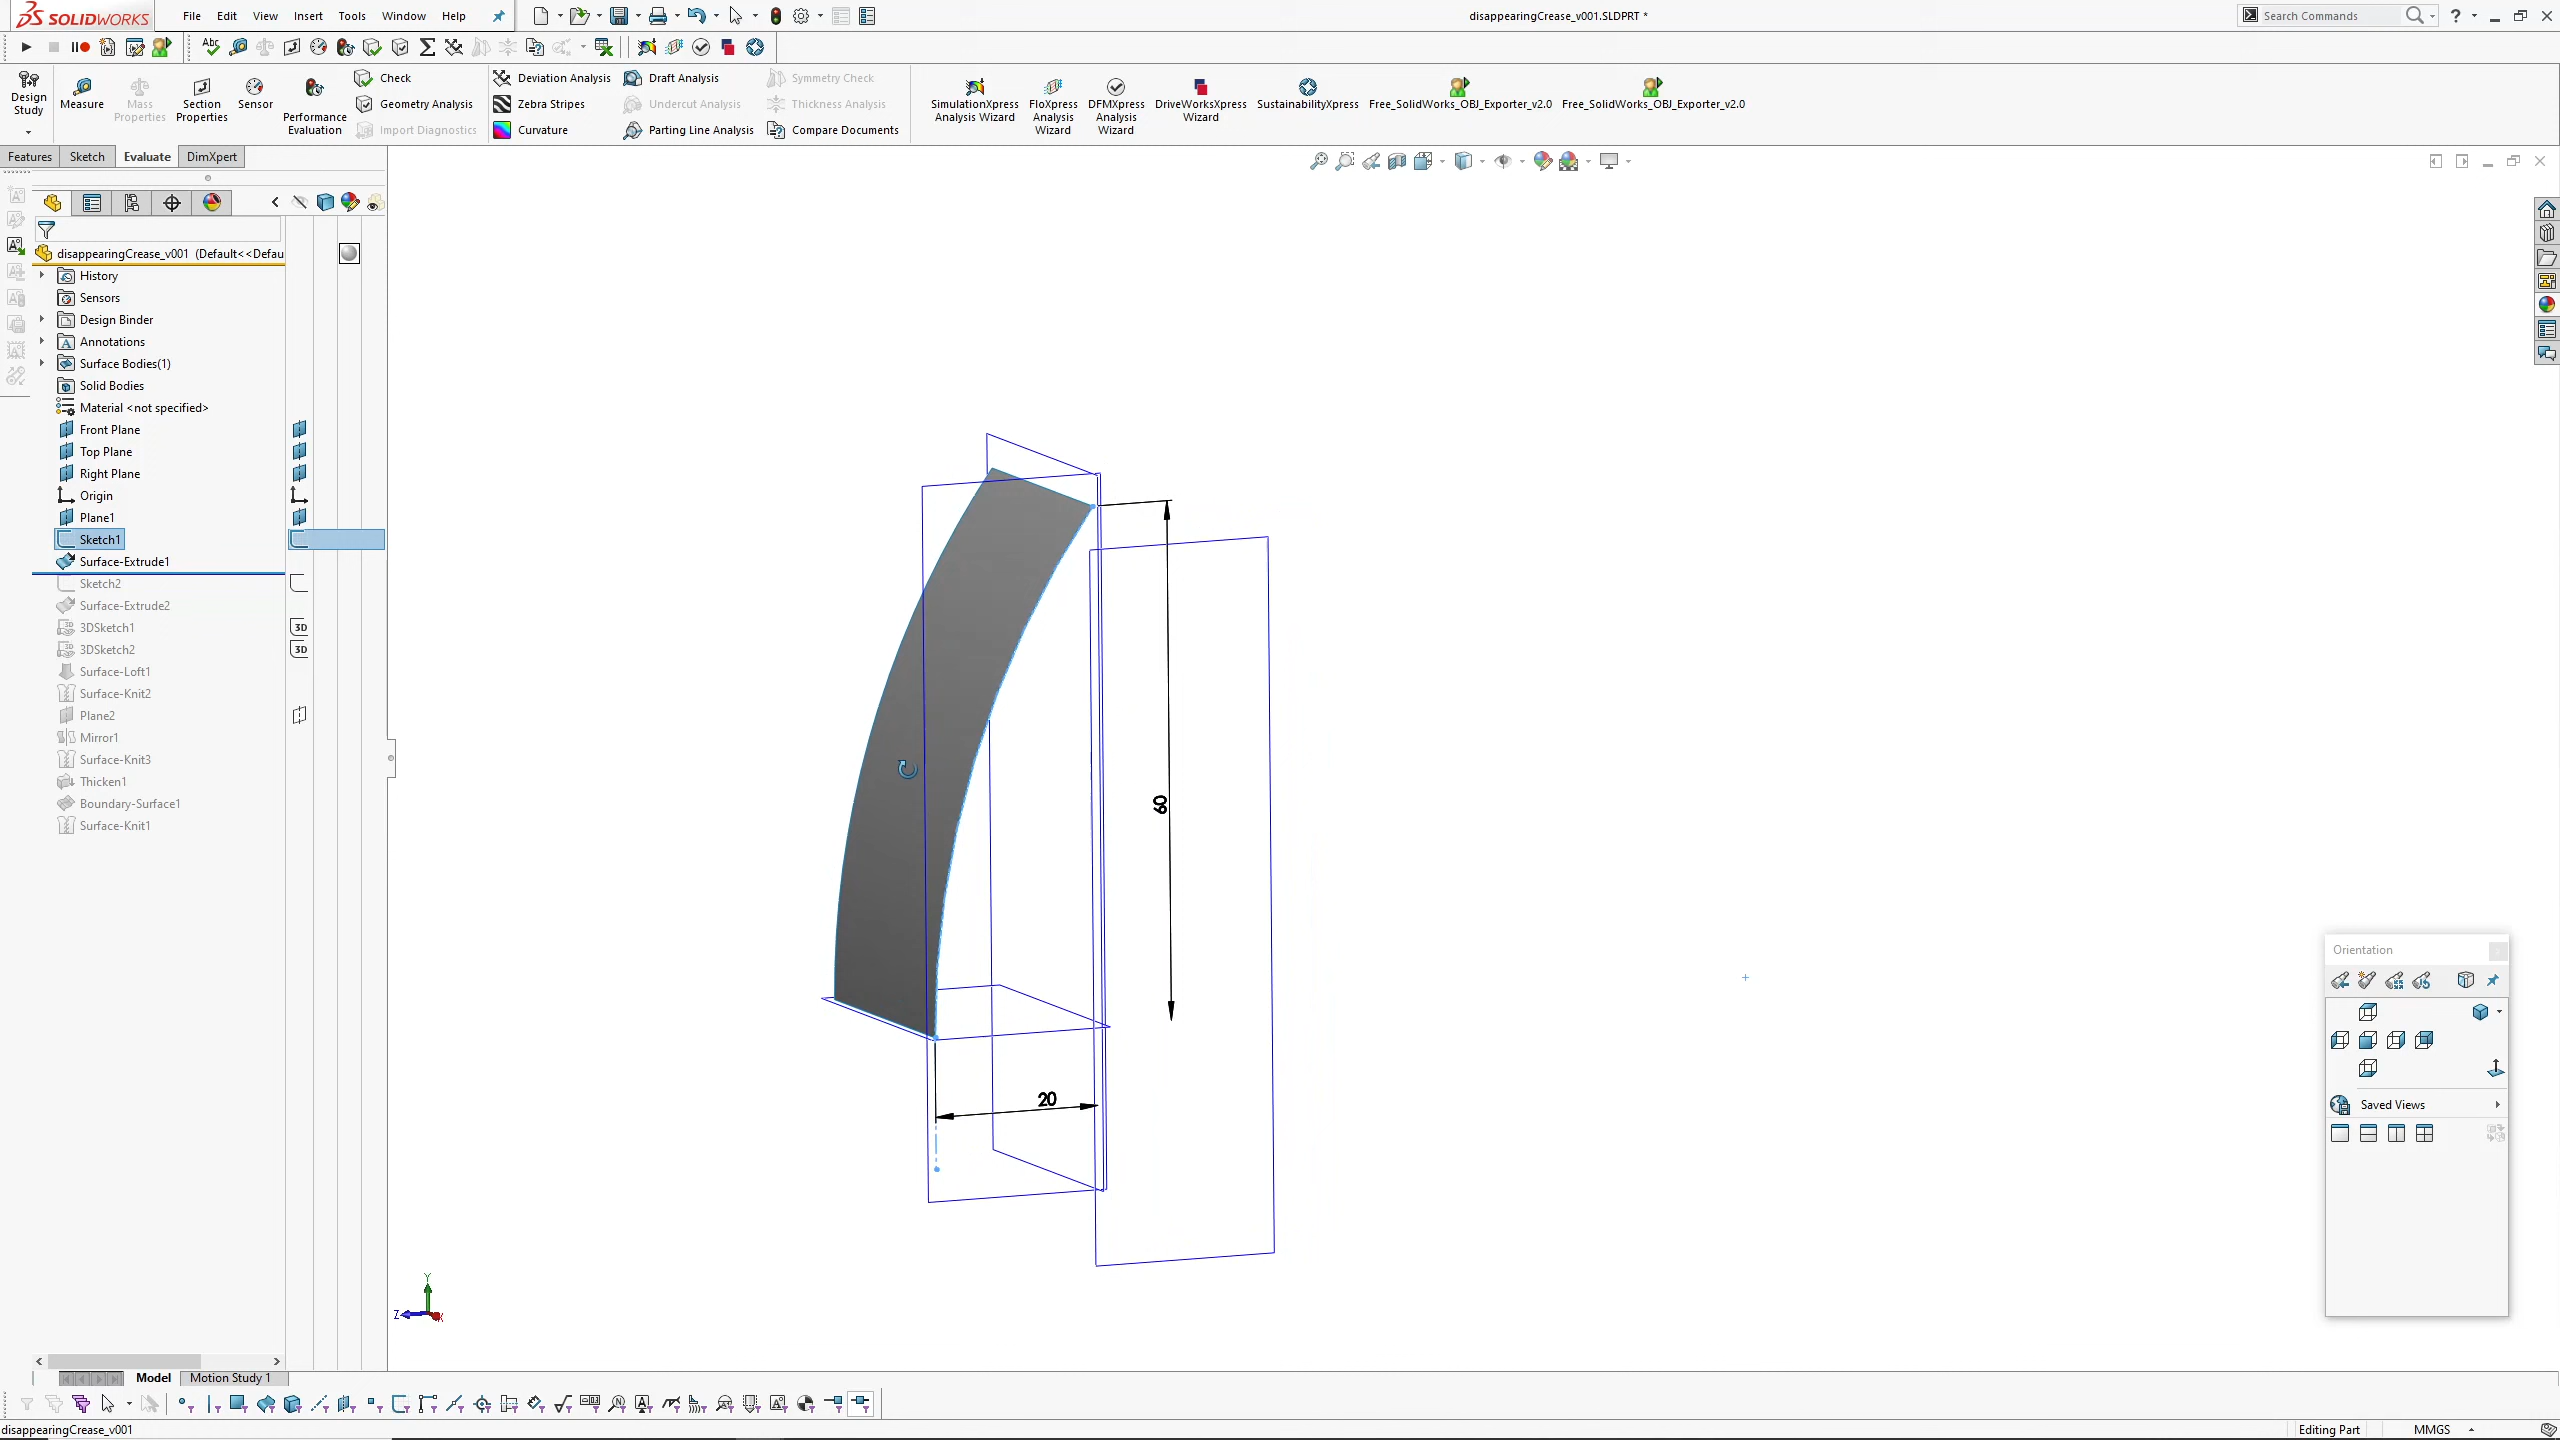 SOLIDWORKS File Edit View Insert Tools Window Help disappearingCrease_v001.SLDPRT * Search Commands ?
Design Study
Measure
Mass Properties
Section Properties
Sensor
Performance Evaluation
Check
Geometry Analysis
Import Diagnostics
Deviation Analysis
Zebra Stripes
Curvature
Draft Analysis
Undercut Analysis
Parting Line Analysis
Symmetry Check
Thickness Analysis
Compare Documents
SimulationXpress Analysis Wizard
FloXpress Analysis Wizard
DFMXpress Analysis Wizard
DriveWorksXpress Wizard
SustainabilityXpress
Free_SolidWorks_OBJ_Exporter_v2.0
Free_SolidWorks_OBJ_Exporter_v2.0
Features Sketch Evaluate DimXpert
disappearingCrease_v001 (Default<<Defau
History
Sensors
Design Binder
Annotations
Surface Bodies(1)
Solid Bodies
Material <not specified>
Front Plane
Top Plane
Right Plane
Origin
Plane1
Sketch1
Surface-Extrude1
Sketch2
Surface-Extrude2
3DSketch1 3D
3DSketch2 3D
Surface-Loft1
Surface-Knit2
Plane2
Mirror1
Surface-Knit3
Thicken1
Boundary-Surface1
Surface-Knit1
60
20
Y
Z
Orientation
Saved Views
Model Motion Study 1
disappearingCrease_v001 Editing Part MMGS